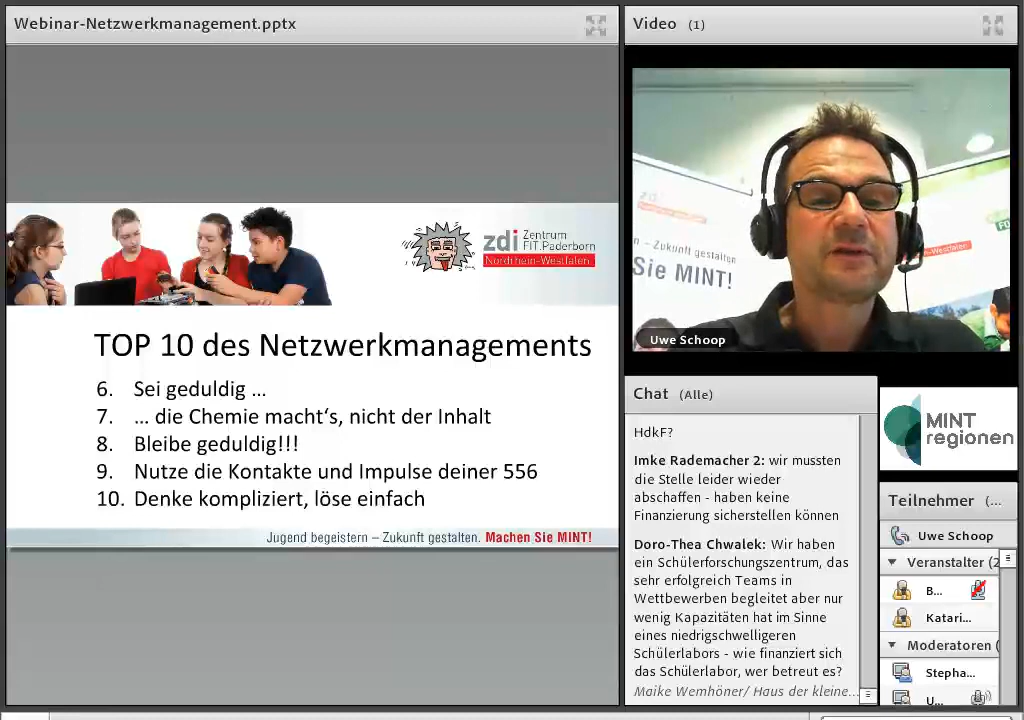 Webinar-Netzwerkmanagement.pptx
zdi Zentrum
FIT.Paderborn
Nordrhein-Westfalen
TOP 10 des Netzwerkmanagements
6. Sei geduldig ...
7. ... die Chemie macht‘s, nicht der Inhalt
8. Bleibe geduldig!!!
9. Nutze die Kontakte und Impulse deiner 556
10. Denke kompliziert, löse einfach
Jugend begeistern – Zukunft gestalten. Machen Sie MINT!
Video (1)
zdi
n – Zukunft gestalten
Sie MINT!
Uwe Schoop
Chat (Alle)
HdkF?
Imke Rademacher 2: wir mussten
die Stelle leider wieder
abschaffen - haben keine
Finanzierung sicherstellen können
Doro-Thea Chwalek: Wir haben
ein Schülerforschungszentrum, das
sehr erfolgreich Teams in
Wettbewerben begleitet aber nur
wenig Kapazitäten hat im Sinne
eines niedrigschwelligeren
Schülerlabors - wie finanziert sich
das Schülerlabor, wer betreut es?
Maike Wemhöner/ Haus der kleine...
MINT
regionen
Teilnehmer (...
Uwe Schoop
Veranstalter (2
B...
Katari...
Moderatoren (
Stepha...
U...